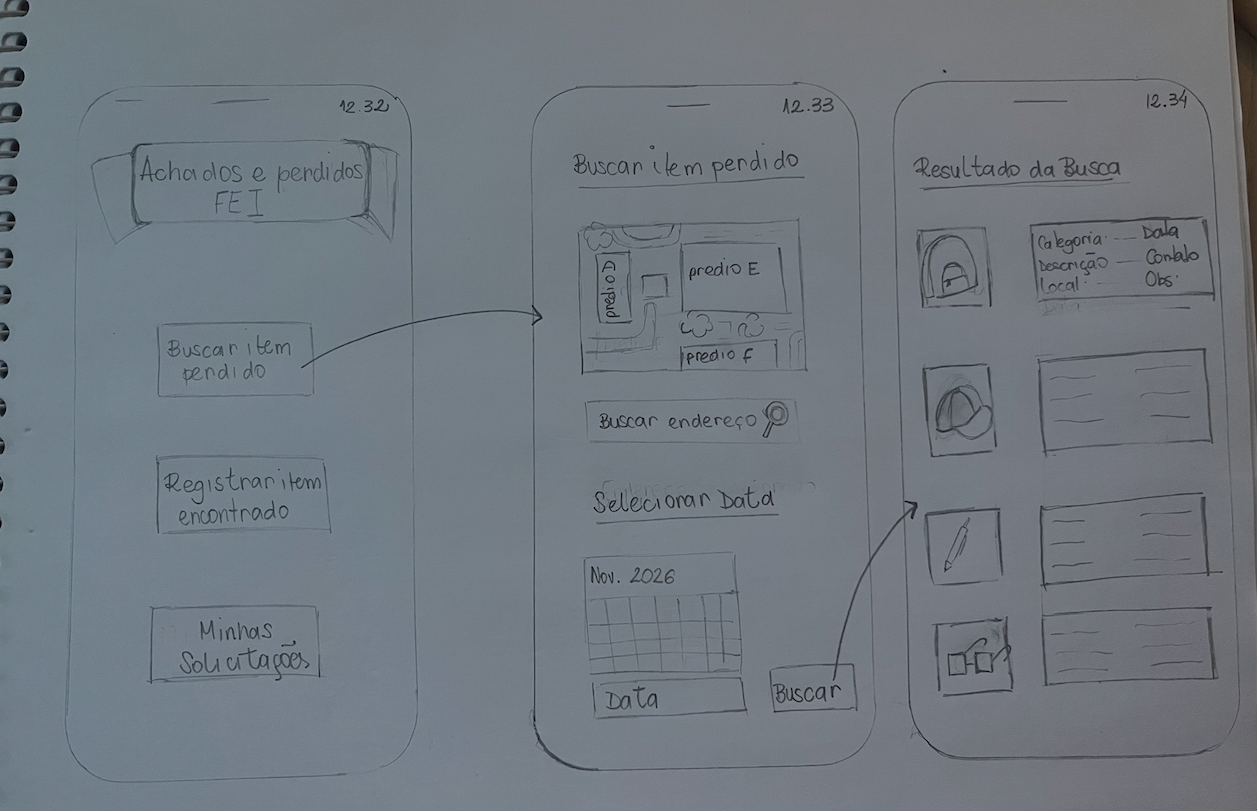 12.32
Achados e perdidos
FEI
Buscar item
perdido
Registrar item
encontrado
Minhas
Solicitações
12.33
Buscar item perdido
predio E
predio F
Buscar endereço
Selecionar Data
Nov. 2026
Data
Buscar
12.34
Resultado da Busca
Categoria: Data
Descrição Contato
Local: Obs: